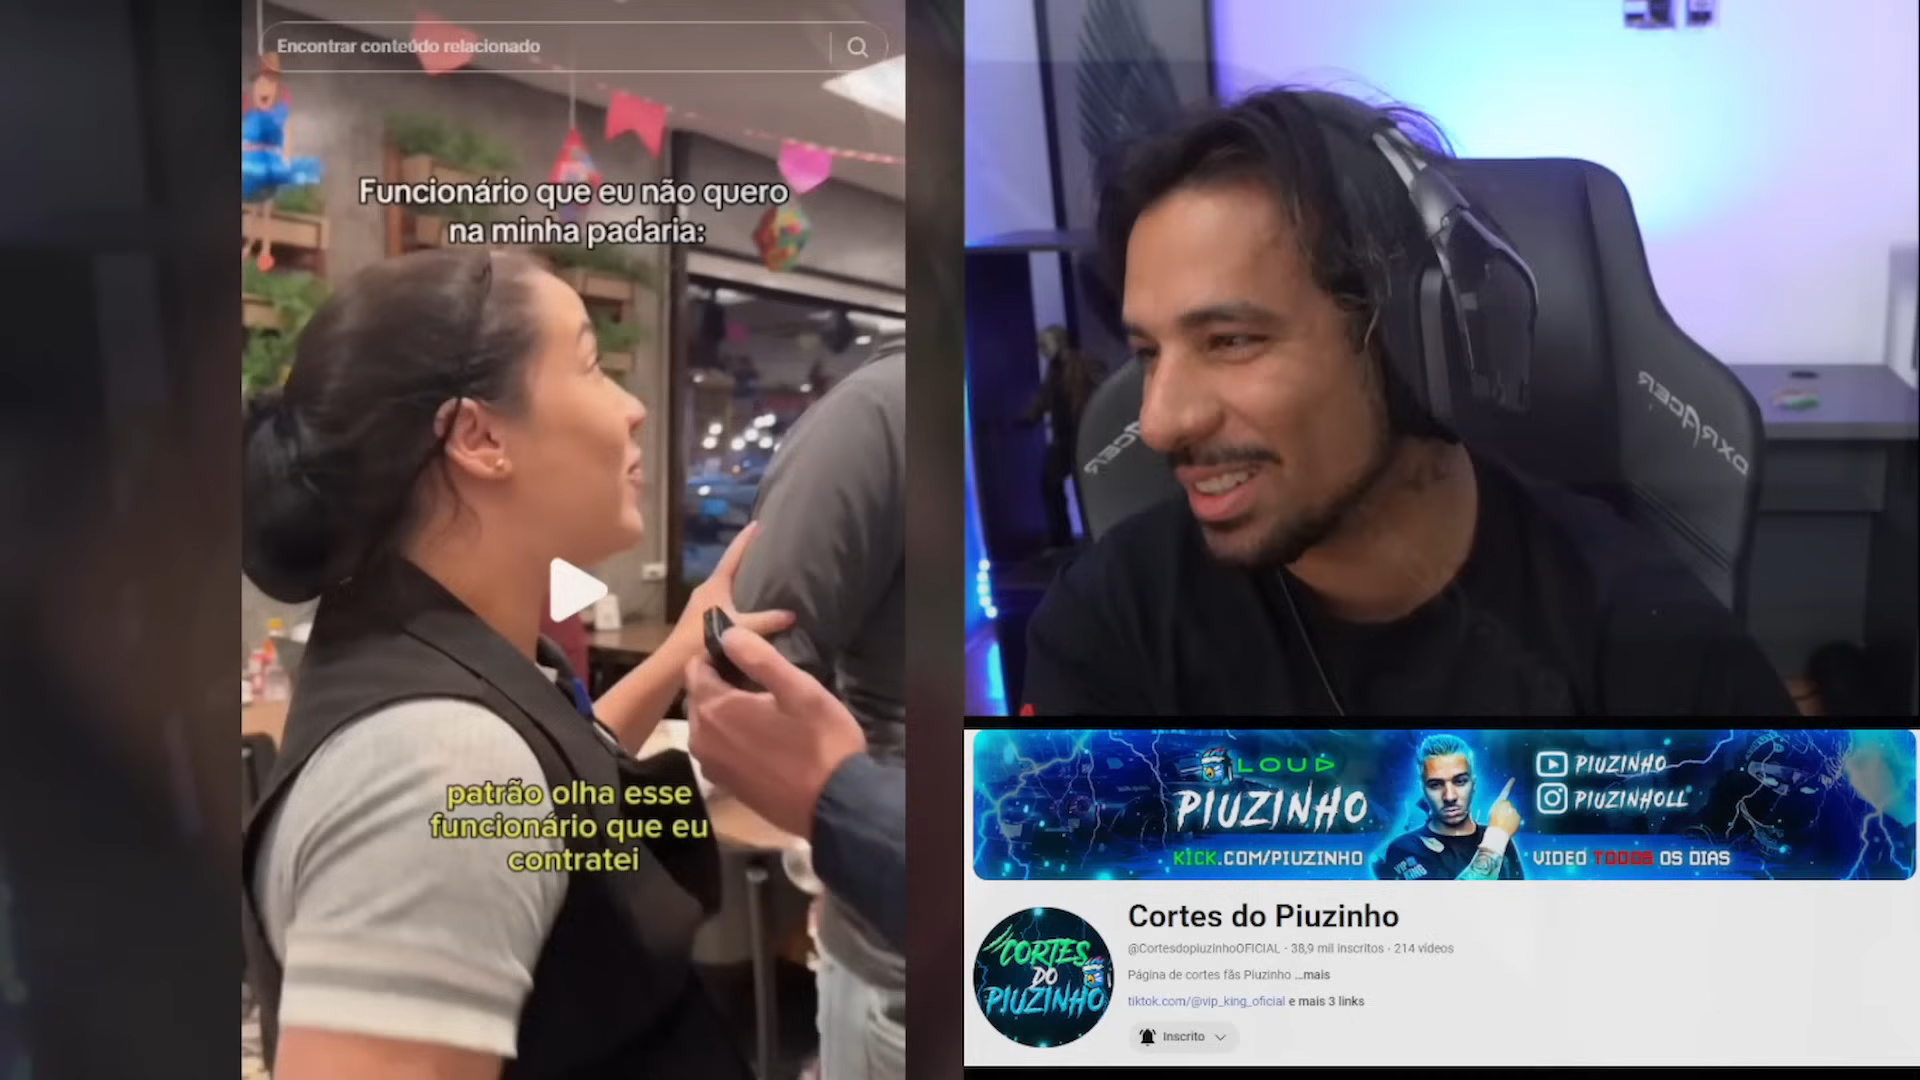 Encontrar conteúdo relacionado
Funcionário que eu não quero
na minha padaria:
patrão olha esse
funcionário que eu
contratei
DXRACER
LOUD
PIUZINHO
KICK.COM/PIUZINHO
PIUZINHO
PIUZINHOLL
VIDEO TODOS OS DIAS
CORTES
DO
PIUZINHO
Cortes do Piuzinho
@CortesdopiuzinhoOFICIAL · 38,9 mil inscritos · 214 vídeos
Página de cortes fãs Piuzinho ...mais
tiktok.com/@vip_king_oficial e mais 3 links
Inscrito